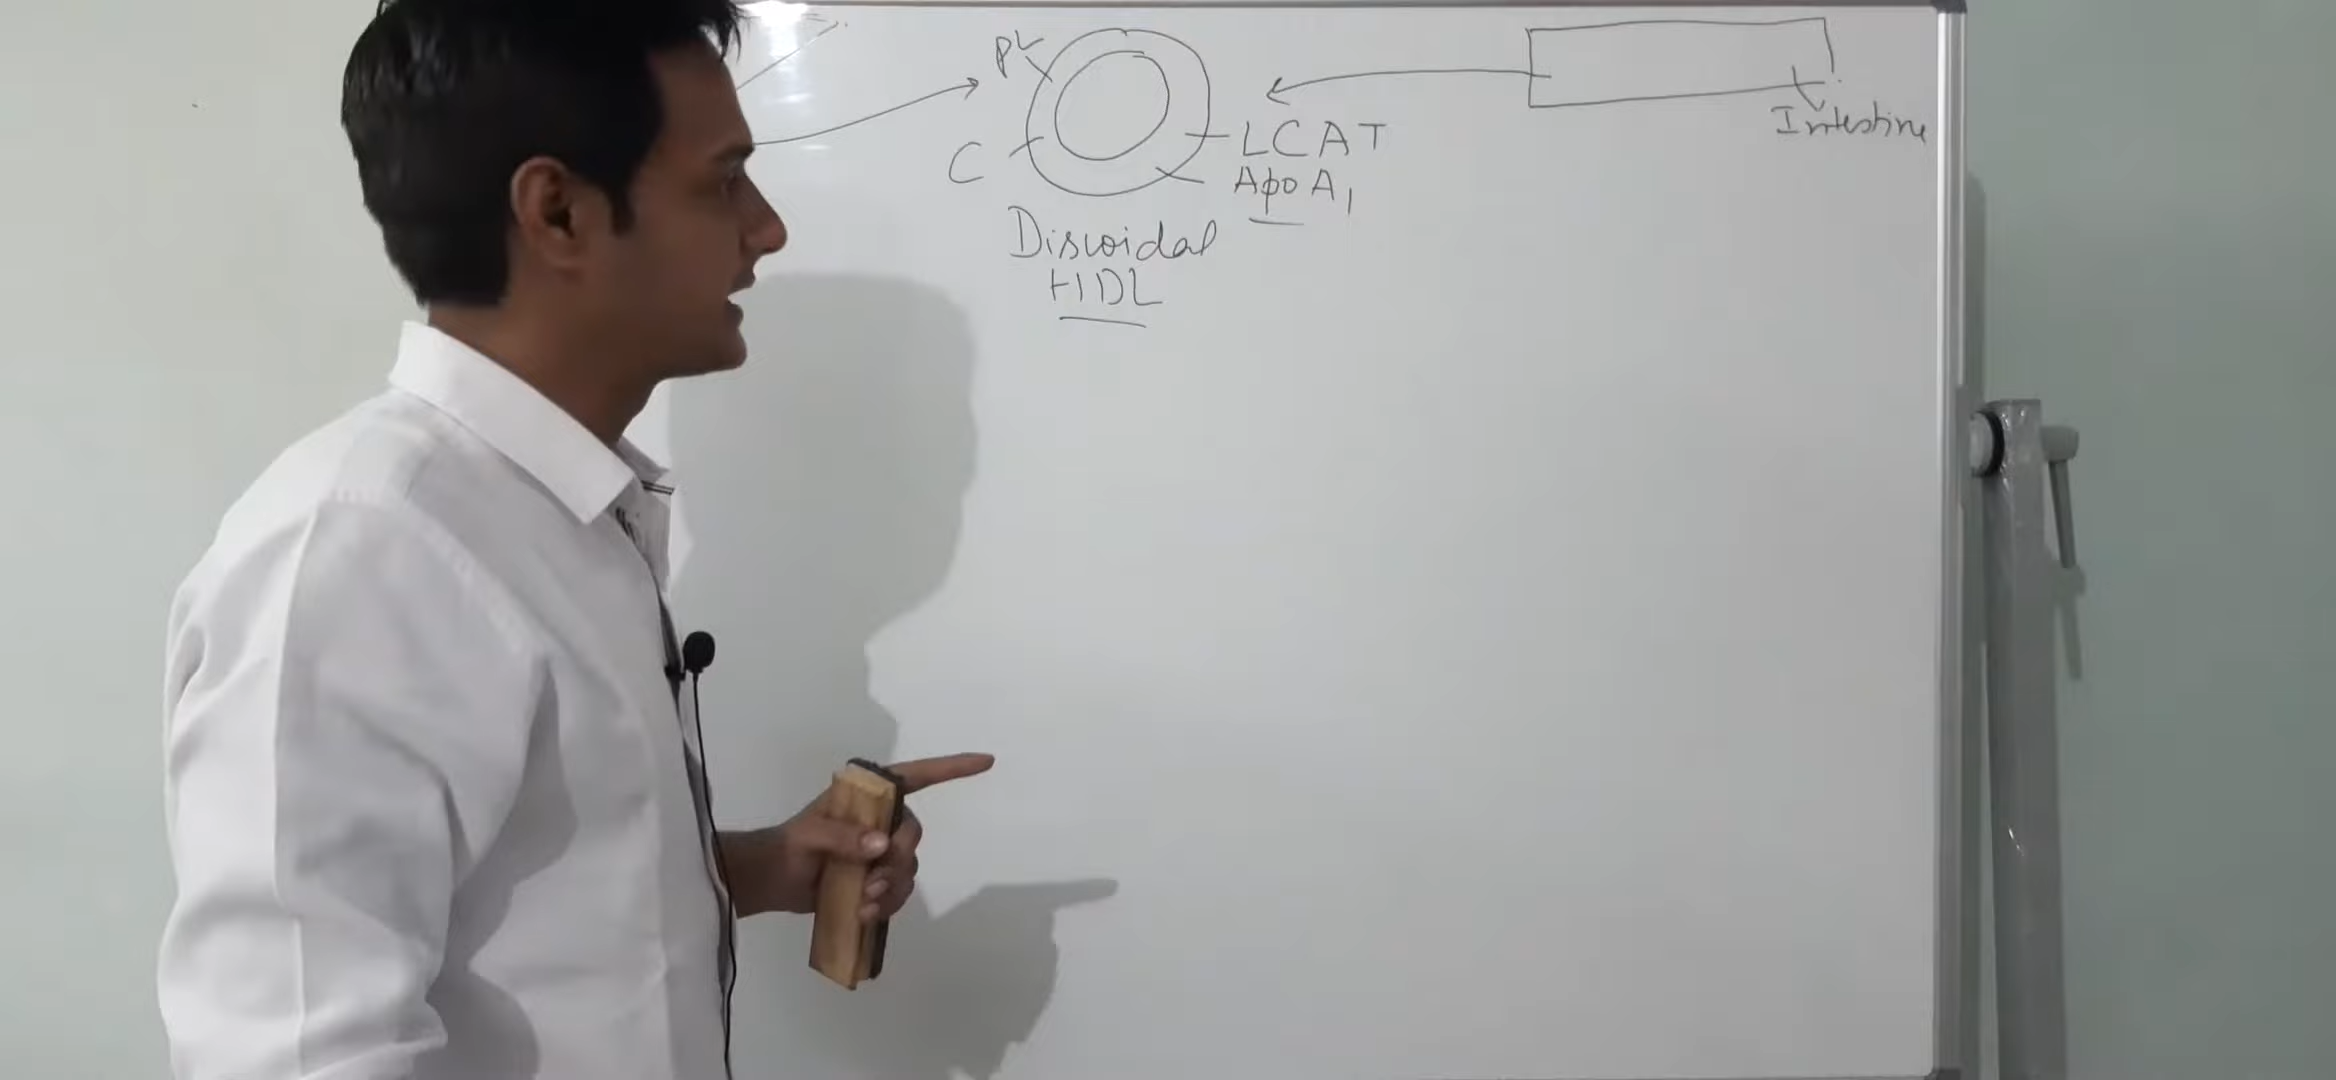 PL
C
LCAT
Apo A1
Discoidal
HDL
Intestine